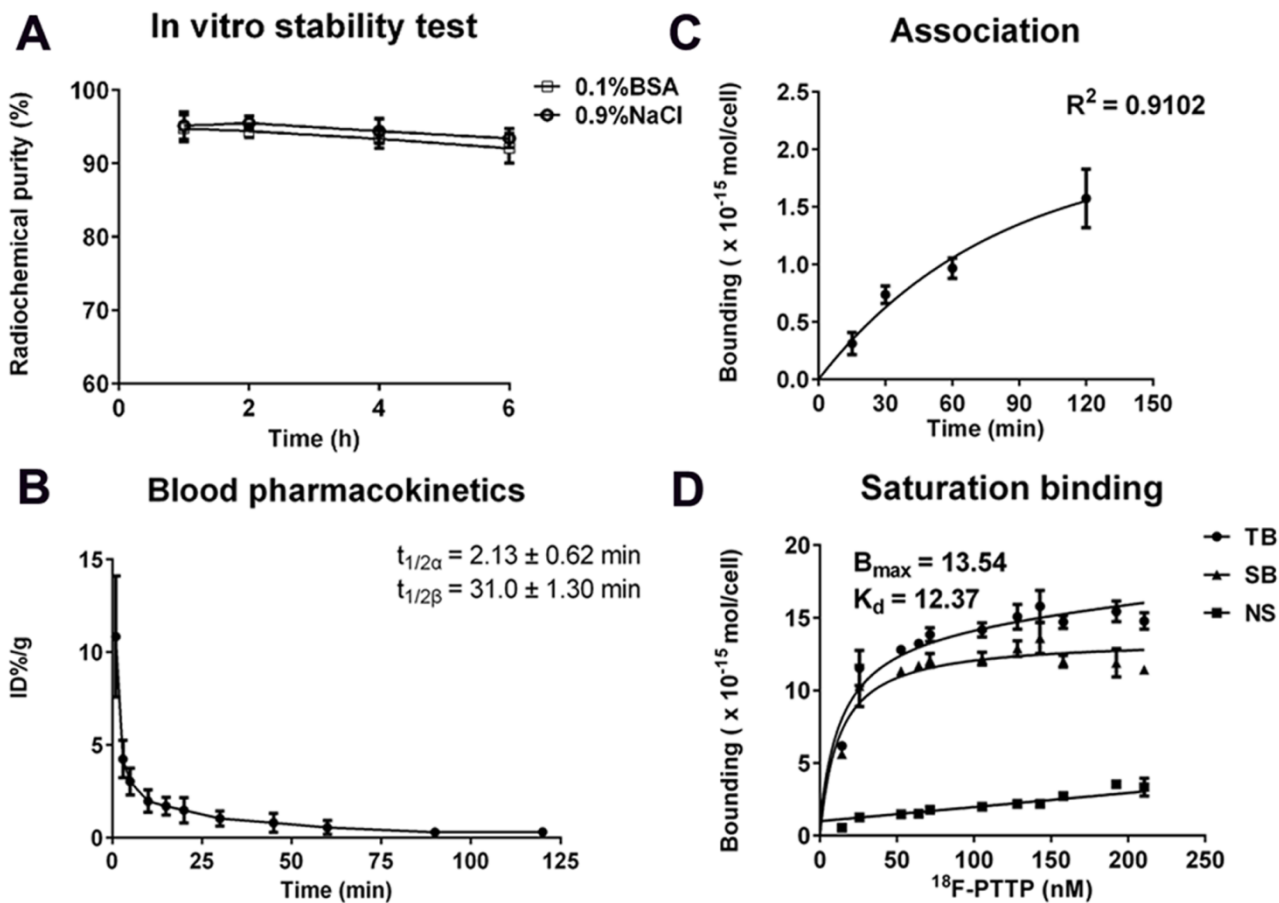 A
In vitro stability test
Radiochemical purity (%)
100
90
80
70
60
0
2
4
6
Time (h)
0.1%BSA
0.9%NaCl
C
Association
R² = 0.9102
Bounding ( x 10⁻¹⁵ mol/cell)
2.5
2.0
1.5
1.0
0.5
0.0
0
30
60
90
120
150
Time (min)
B
Blood pharmacokinetics
t1/2α = 2.13 ± 0.62 min
t1/2β = 31.0 ± 1.30 min
ID%/g
15
10
5
0
0
25
50
75
100
125
Time (min)
D
Saturation binding
Bmax = 13.54
Kd = 12.37
Bounding ( x 10⁻¹⁵ mol/cell)
20
15
10
5
0
0
50
100
150
200
250
¹⁸F-PTTP (nM)
TB
SB
NS